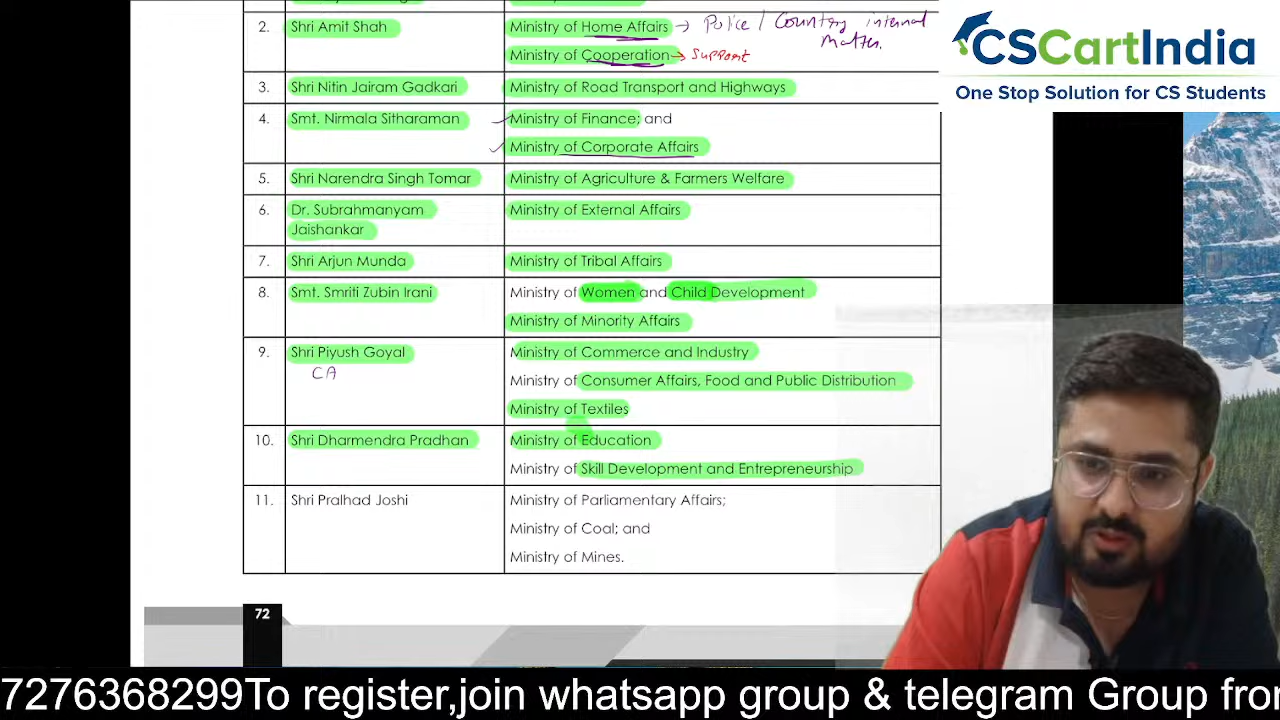 2.
Shri Amit Shah
Ministry of Home Affairs → Police / Country internal
matter.
Ministry of Cooperation → Support
3.
Shri Nitin Jairam Gadkari
Ministry of Road Transport and Highways
4.
Smt. Nirmala Sitharaman
Ministry of Finance; and
Ministry of Corporate Affairs
5.
Shri Narendra Singh Tomar
Ministry of Agriculture & Farmers Welfare
6.
Dr. Subrahmanyam
Jaishankar
Ministry of External Affairs
7.
Shri Arjun Munda
Ministry of Tribal Affairs
8.
Smt. Smriti Zubin Irani
Ministry of Women and Child Development
Ministry of Minority Affairs
9.
Shri Piyush Goyal
CA
Ministry of Commerce and Industry
Ministry of Consumer Affairs, Food and Public Distribution
Ministry of Textiles
10.
Shri Dharmendra Pradhan
Ministry of Education
Ministry of Skill Development and Entrepreneurship
11.
Shri Pralhad Joshi
Ministry of Parliamentary Affairs;
Ministry of Coal; and
Ministry of Mines.
72
CSCartIndia
One Stop Solution for CS Students
7276368299To register,join whatsapp group & telegram Group from